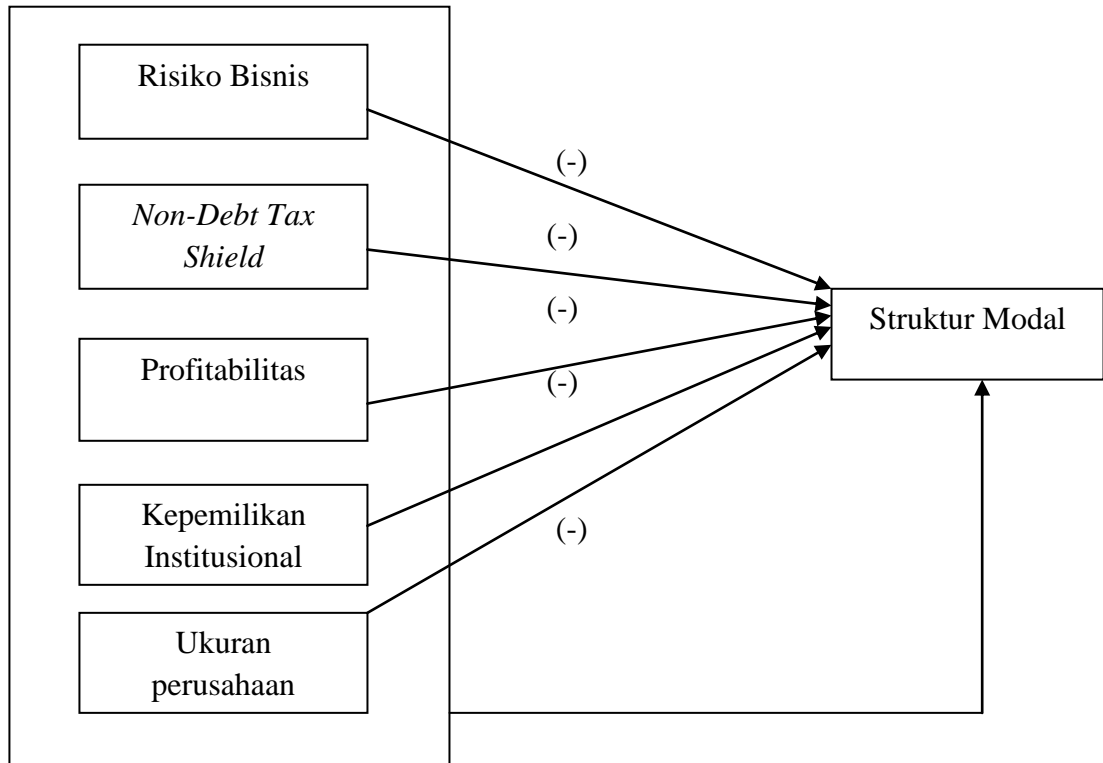 Risiko Bisnis
(-)
Non-Debt Tax
Shield
(-)
(-)
Struktur Modal
Profitabilitas
(-)
Kepemilikan
Institusional
(-)
Ukuran
perusahaan